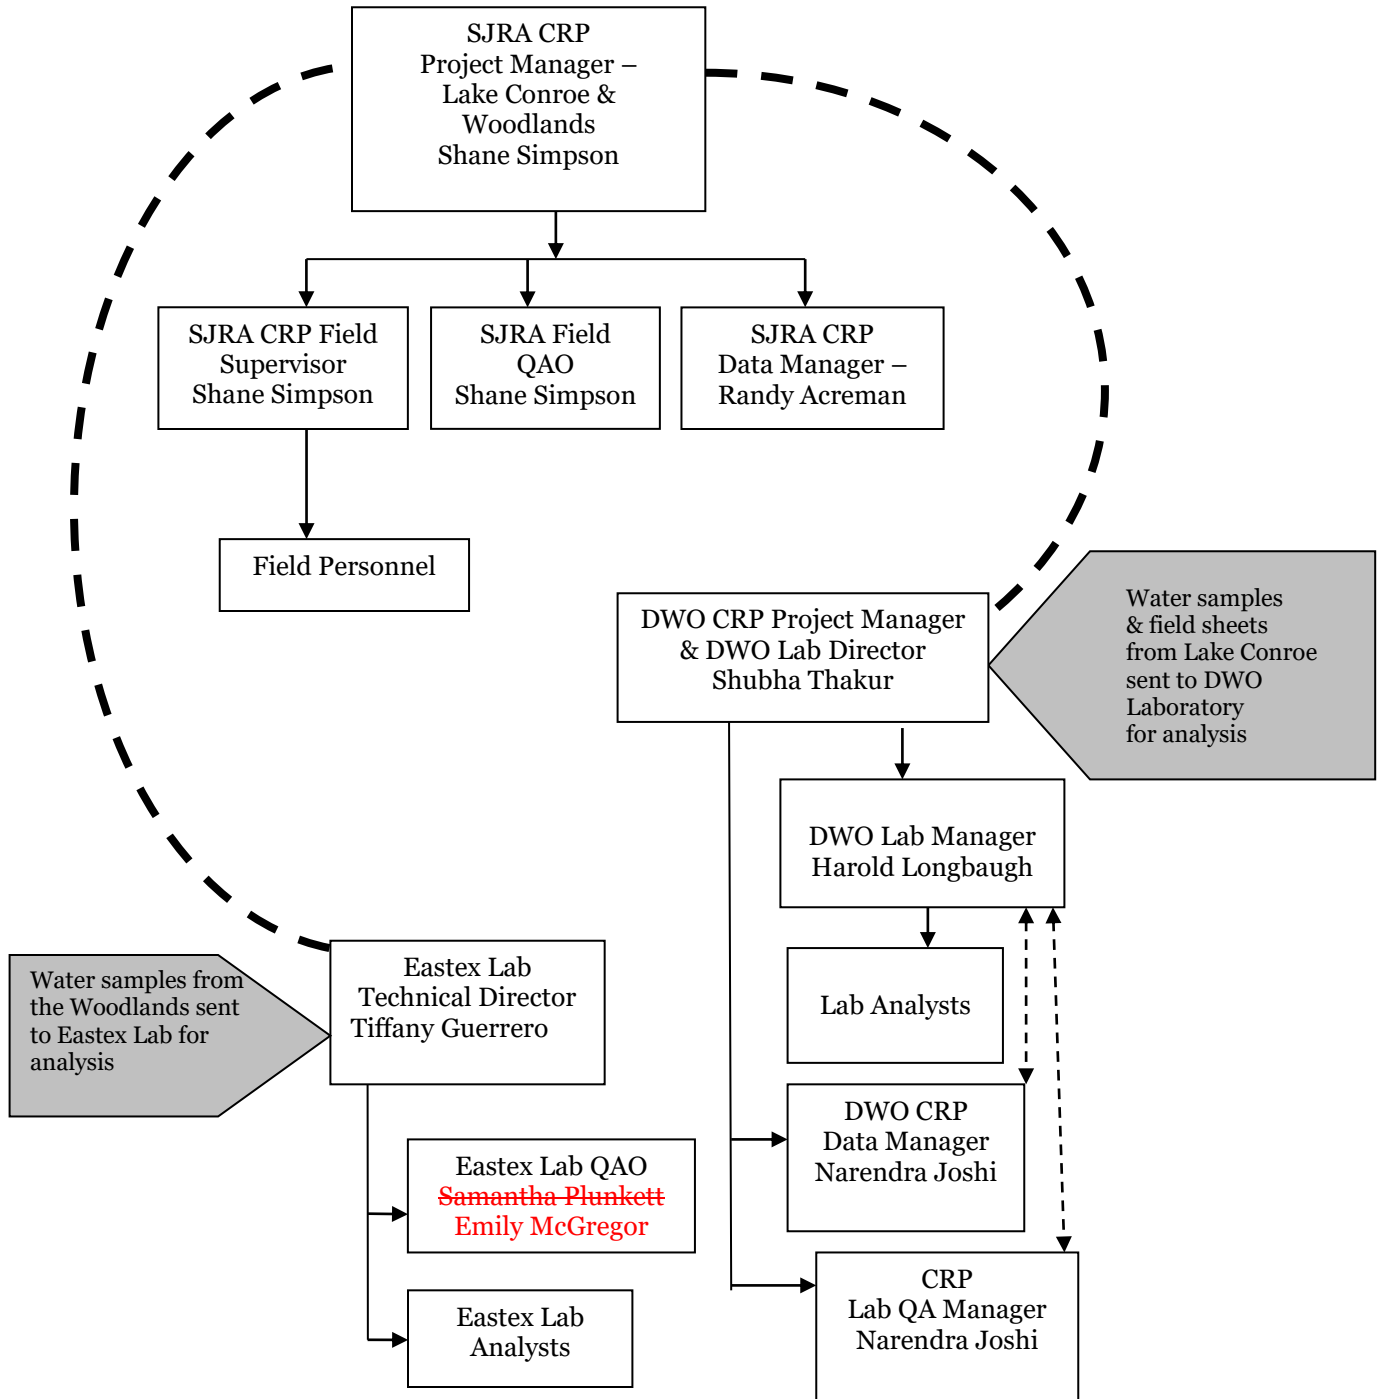 SJRA CRP
Project Manager –
Lake Conroe &
Woodlands
Shane Simpson
SJRA CRP Field
Supervisor
Shane Simpson
SJRA Field
QAO
Shane Simpson
SJRA CRP
Data Manager –
Randy Acreman
Field Personnel
DWO CRP Project Manager
& DWO Lab Director
Shubha Thakur
Water samples
& field sheets
from Lake Conroe
sent to DWO
Laboratory
for analysis
DWO Lab Manager
Harold Longbaugh
Lab Analysts
Water samples from
the Woodlands sent
to Eastex Lab for
analysis
Eastex Lab
Technical Director
Tiffany Guerrero
DWO CRP
Data Manager
Narendra Joshi
Eastex Lab QAO
Samantha Plunkett
Emily McGregor
CRP
Lab QA Manager
Narendra Joshi
Eastex Lab
Analysts